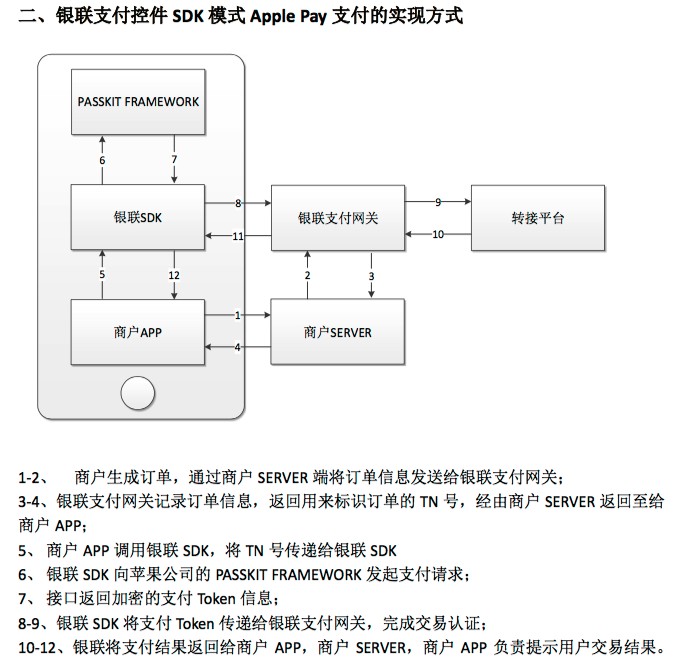 二、银联支付控件 SDK 模式 Apple Pay 支付的实现方式
PASSKIT FRAMEWORK
6
7
银联SDK
8
银联支付网关
9
转接平台
11
10
5
12
2
3
商户APP
1
商户SERVER
4
1-2、 商户生成订单，通过商户 SERVER 端将订单信息发送给银联支付网关；
3-4、银联支付网关记录订单信息，返回用来标识订单的 TN 号，经由商户 SERVER 返回至给
商户 APP；
5、 商户 APP 调用银联 SDK，将 TN 号传递给银联 SDK
6、 银联 SDK 向苹果公司的 PASSKIT FRAMEWORK 发起支付请求；
7、 接口返回加密的支付 Token 信息；
8-9、银联 SDK 将支付 Token 传递给银联支付网关，完成交易认证；
10-12、银联将支付结果返回给商户 APP，商户 SERVER，商户 APP 负责提示用户交易结果。